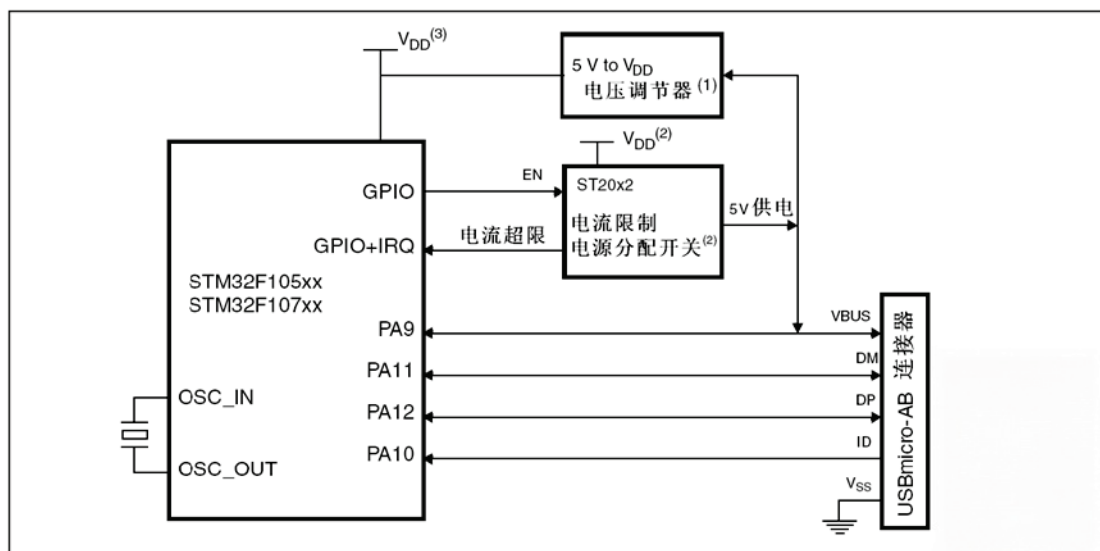 V_DD(3)
5 V to V_DD
电压调节器(1)
V_DD(2)
GPIO
EN
ST20x2
电流限制
电源分配开关(2)
5V供电
GPIO+IRQ
电流超限
STM32F105xx
STM32F107xx
PA9
VBUS
PA11
DM
PA12
DP
PA10
ID
V_SS
OSC_IN
OSC_OUT
USBmicro-AB 连接器